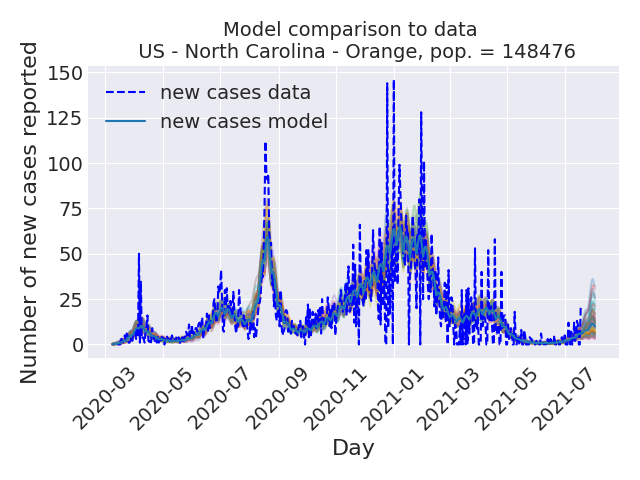 Model comparison to data
US - North Carolina - Orange, pop. = 148476
Number of new cases reported
150
125
100
75
50
25
0
new cases data
new cases model
2020-03
2020-05
2020-07
2020-09
2020-11
2021-01
2021-03
2021-05
2021-07
Day